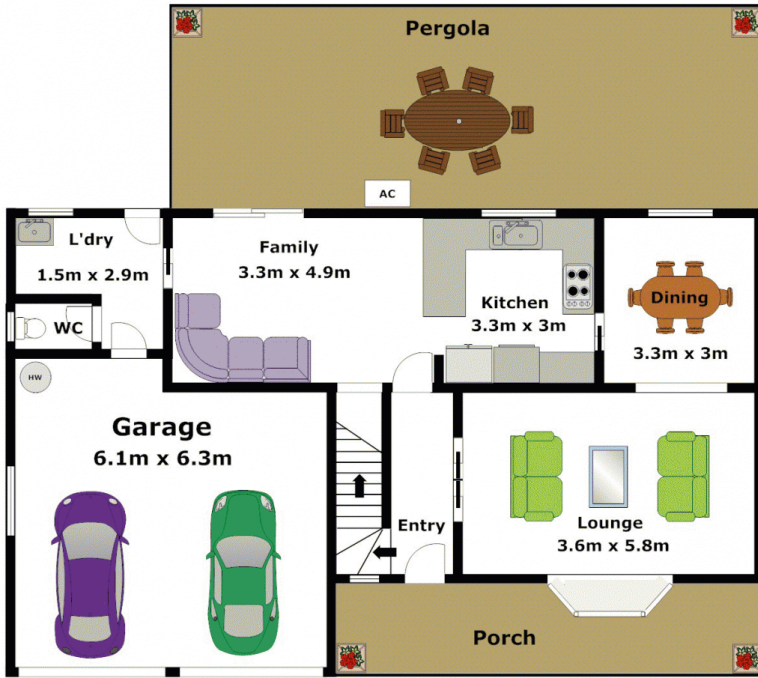 Pergola
AC
L'dry
1.5m x 2.9m
Family
3.3m x 4.9m
Kitchen
3.3m x 3m
Dining
3.3m x 3m
WC
HW
Garage
6.1m x 6.3m
Entry
Lounge
3.6m x 5.8m
Porch